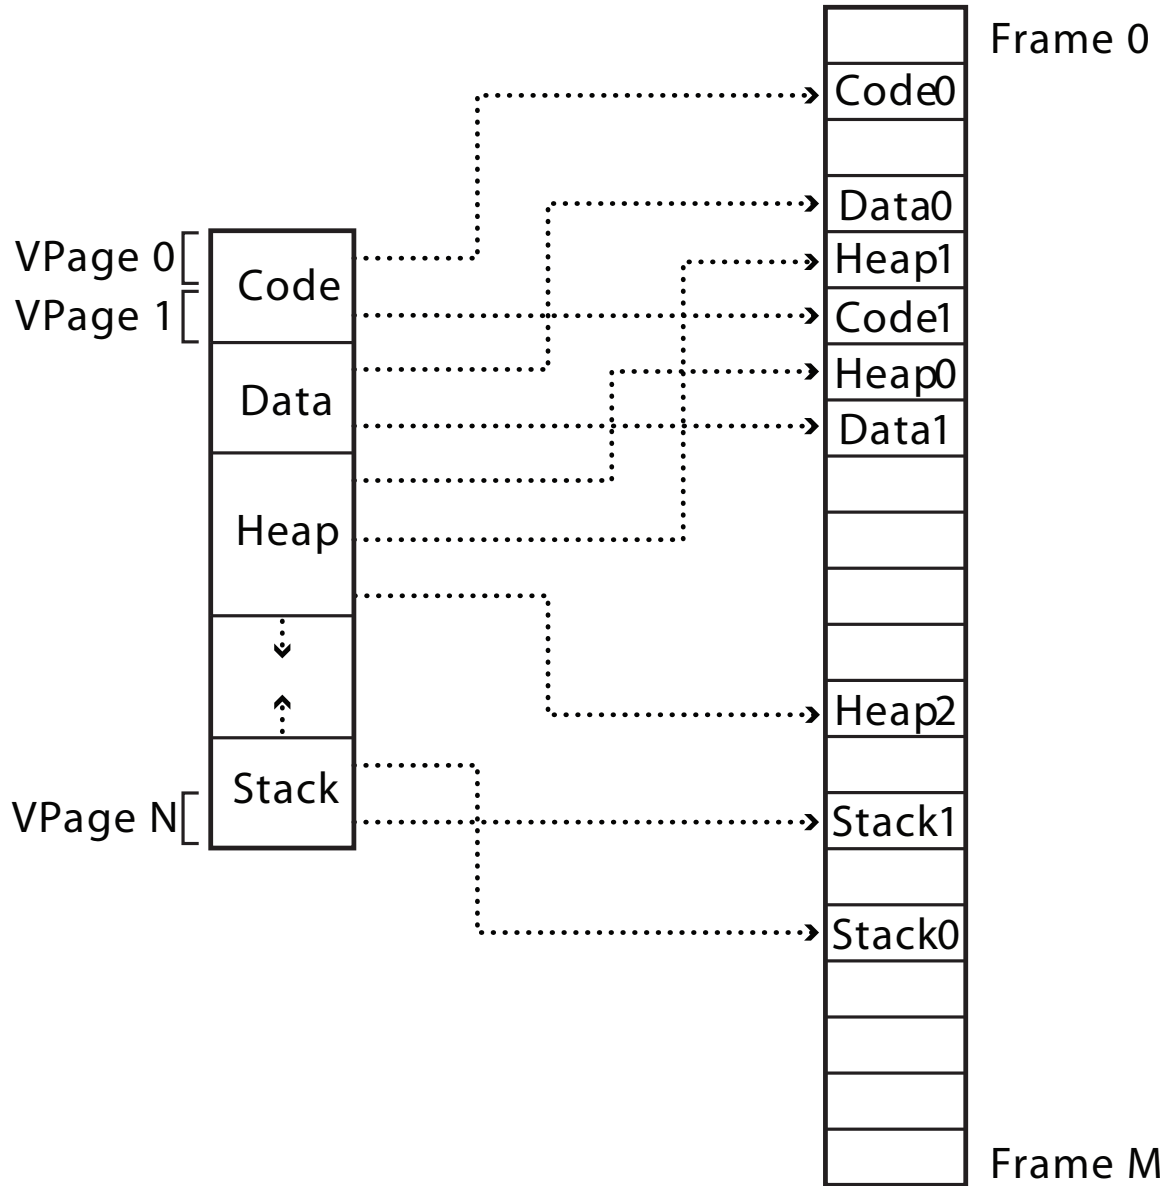 Frame 0
Code0
Data0
Heap1
Code1
Heap0
Data1
Heap2
Stack1
Stack0
Frame M
VPage 0
VPage 1
VPage N
Code
Data
Heap
Stack